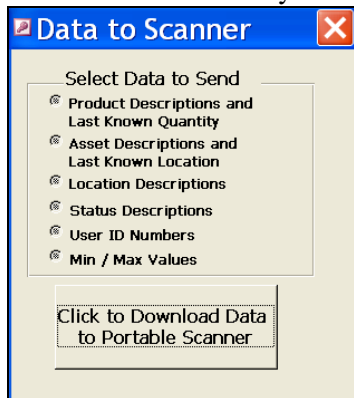 Data to Scanner
Select Data to Send
Product Descriptions and
Last Known Quantity
Asset Descriptions and
Last Known Location
Location Descriptions
Status Descriptions
User ID Numbers
Min / Max Values
Click to Download Data
to Portable Scanner